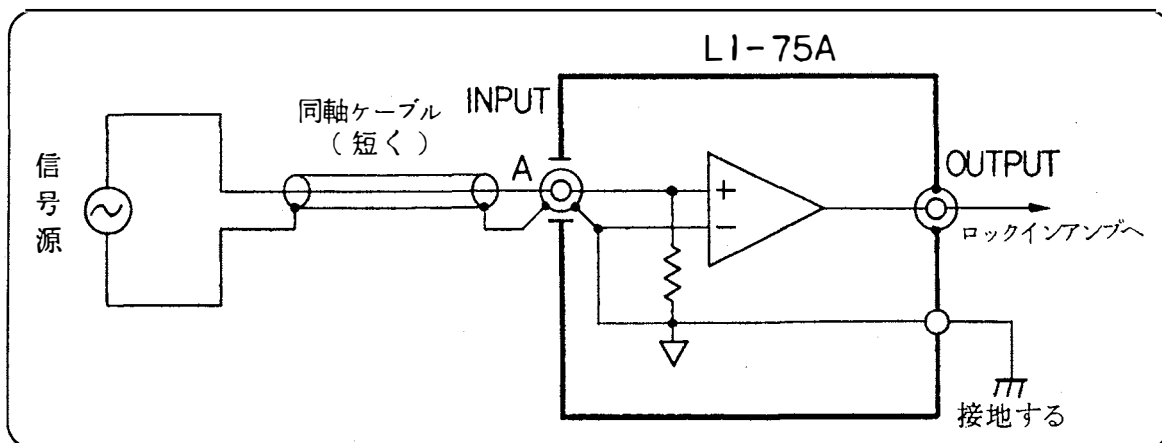 LI-75A
同軸ケーブル
(短く)
INPUT
A
信号源
+
−
OUTPUT
ロックインアンプへ
接地する